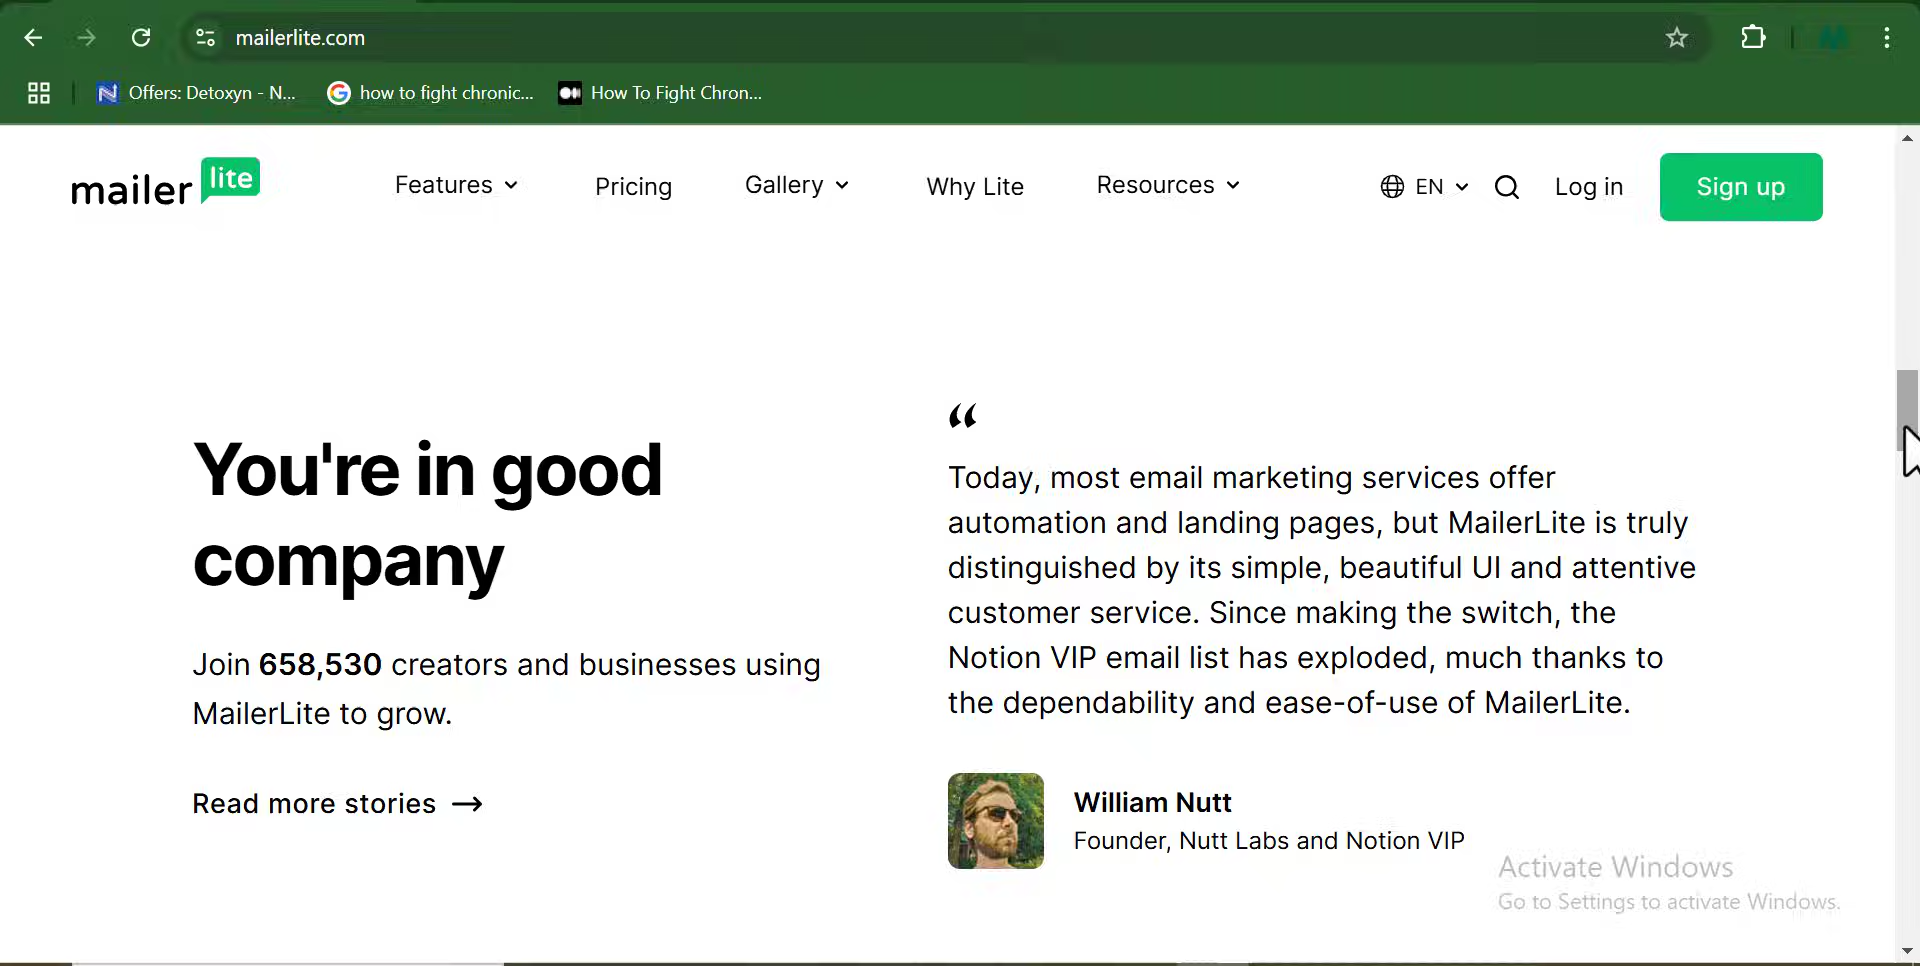 mailerlite.com
Offers: Detoxyn - N...
how to fight chronic...
How To Fight Chron...
mailer lite
Features
Pricing
Gallery
Why Lite
Resources
EN
Log in
Sign up
You're in good
company
Join 658,530 creators and businesses using
MailerLite to grow.
Read more stories →
“
Today, most email marketing services offer
automation and landing pages, but MailerLite is truly
distinguished by its simple, beautiful UI and attentive
customer service. Since making the switch, the
Notion VIP email list has exploded, much thanks to
the dependability and ease-of-use of MailerLite.
William Nutt
Founder, Nutt Labs and Notion VIP
Activate Windows
Go to Settings to activate Windows.